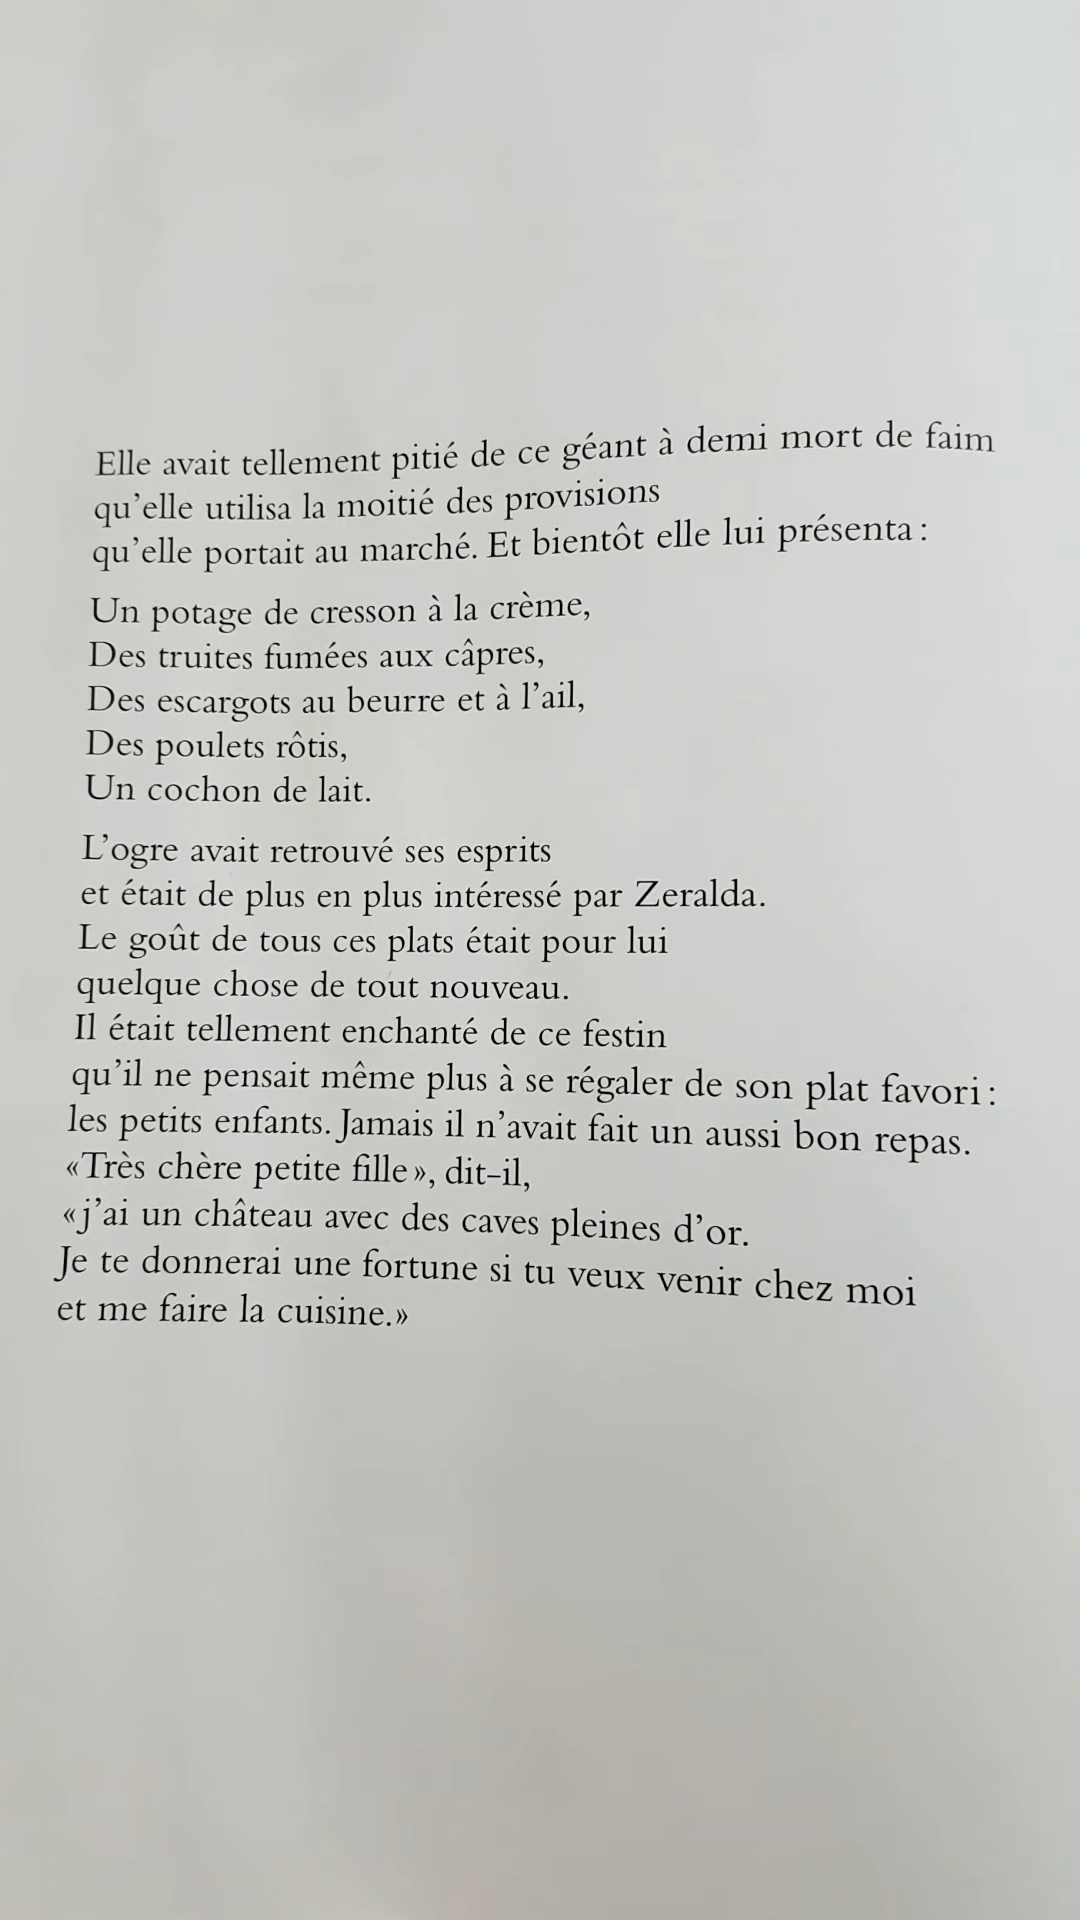 Elle avait tellement pitié de ce géant à demi mort de faim
qu'elle utilisa la moitié des provisions
qu'elle portait au marché. Et bientôt elle lui présenta :
Un potage de cresson à la crème,
Des truites fumées aux câpres,
Des escargots au beurre et à l'ail,
Des poulets rôtis,
Un cochon de lait.
L'ogre avait retrouvé ses esprits
et était de plus en plus intéressé par Zeralda.
Le goût de tous ces plats était pour lui
quelque chose de tout nouveau.
Il était tellement enchanté de ce festin
qu'il ne pensait même plus à se régaler de son plat favori :
les petits enfants. Jamais il n'avait fait un aussi bon repas.
«Très chère petite fille», dit-il,
«j'ai un château avec des caves pleines d'or.
Je te donnerai une fortune si tu veux venir chez moi
et me faire la cuisine.»